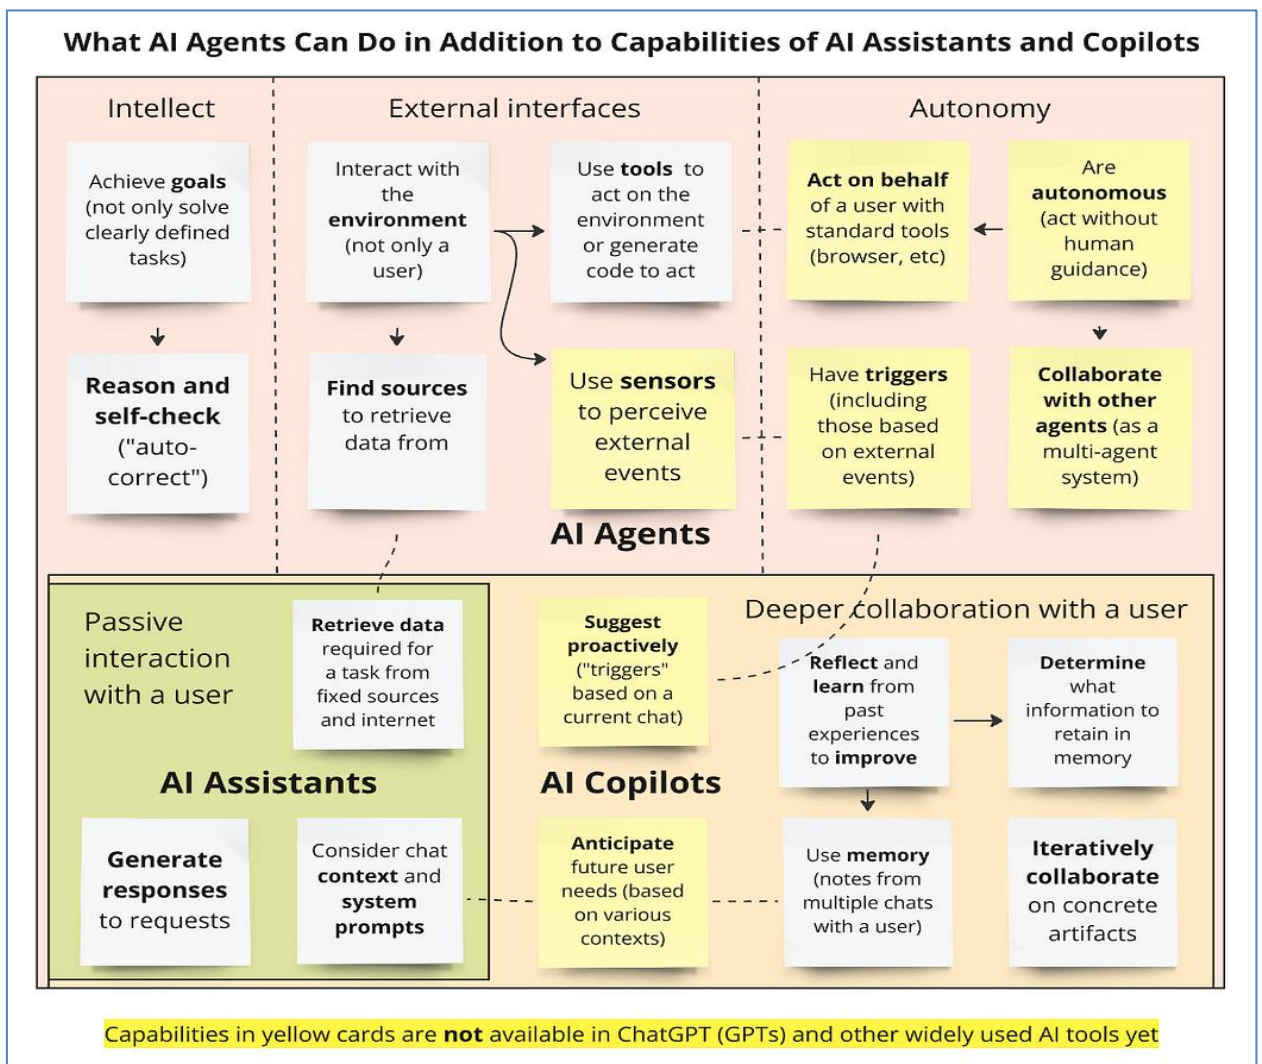 What AI Agents Can Do in Addition to Capabilities of AI Assistants and Copilots
Intellect
External interfaces
Autonomy
Achieve goals
(not only solve
clearly defined
tasks)
Interact with
the
environment
(not only a
user)
Use tools to
act on the
environment
or generate
code to act
Act on behalf
of a user with
standard tools
(browser, etc)
Are
autonomous
(act without
human
guidance)
Reason and
self-check
("auto-
correct")
Find sources
to retrieve
data from
Use sensors
to perceive
external
events
Have triggers
(including
those based
on external
events)
Collaborate
with other
agents (as a
multi-agent
system)
AI Agents
Passive
interaction
with a user
Retrieve data
required for
a task from
fixed sources
and internet
AI Assistants
Generate
responses
to requests
Consider chat
context and
system
prompts
Deeper collaboration with a user
Suggest
proactively
("triggers"
based on a
current chat)
Reflect and
learn from
past
experiences
to improve
Determine
what
information to
retain in
memory
AI Copilots
Anticipate
future user
needs (based
on various
contexts)
Use memory
(notes from
multiple chats
with a user)
Iteratively
collaborate
on concrete
artifacts
Capabilities in yellow cards are not available in ChatGPT (GPTs) and other widely used AI tools yet